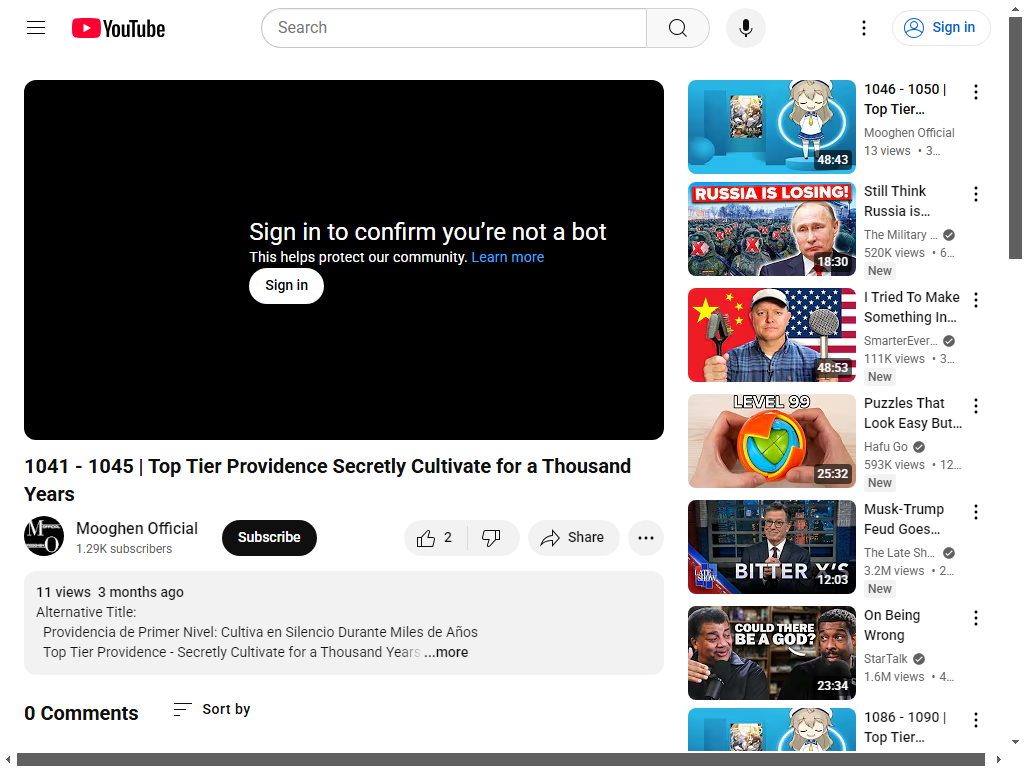 YouTube
Search
Sign in
Sign in to confirm you're not a bot
This helps protect our community. Learn more
Sign in
1041 - 1045 | Top Tier Providence Secretly Cultivate for a Thousand
Years
Mooghen Official
1.29K subscribers
Subscribe
2
Share
11 views 3 months ago
Alternative Title:
Providencia de Primer Nivel: Cultiva en Silencio Durante Miles de Años
Top Tier Providence - Secretly Cultivate for a Thousand Years ...more
0 Comments
Sort by
48:43
1046 - 1050 |
Top Tier...
Mooghen Official
13 views • 3...
RUSSIA IS LOSING!
18:30
Still Think
Russia is...
The Military ...
520K views • 6...
New
48:53
I Tried To Make
Something In...
SmarterEver...
111K views • 3...
New
LEVEL 99
25:32
Puzzles That
Look Easy But...
Hafu Go
593K views • 12...
New
LATE SHOW
BITTER X'S
12:03
Musk-Trump
Feud Goes...
The Late Sh...
3.2M views • 2...
New
COULD THERE
BE A GOD?
23:34
On Being
Wrong
StarTalk
1.6M views • 4...
1086 - 1090 |
Top Tier...